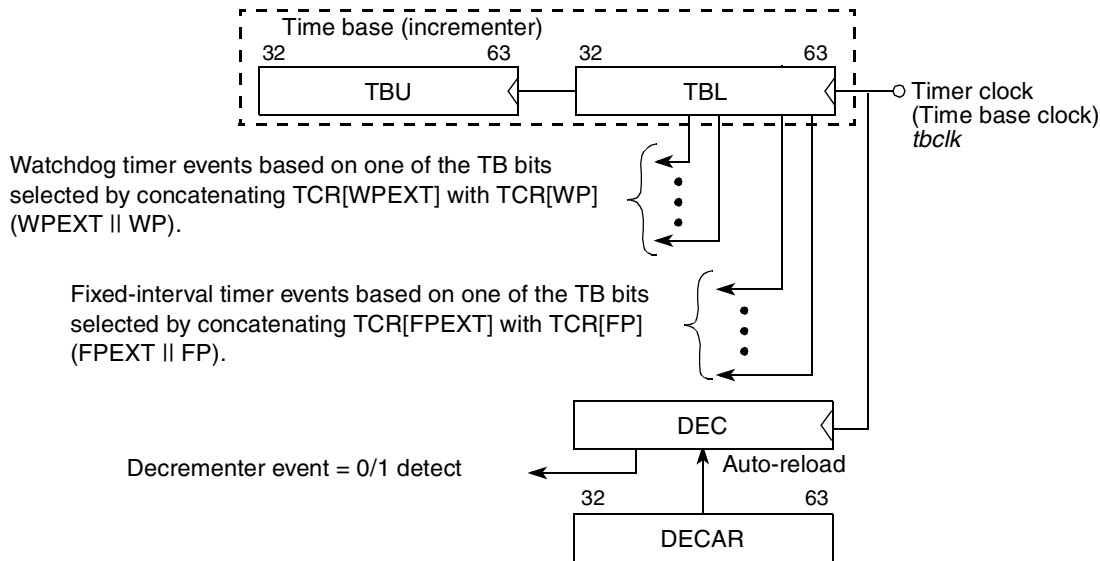 Time base (incrementer)
32 63 32 63
TBU TBL
Timer clock
(Time base clock)
tbclk
Watchdog timer events based on one of the TB bits
selected by concatenating TCR[WPEXT] with TCR[WP]
(WPEXT || WP).
Fixed-interval timer events based on one of the TB bits
selected by concatenating TCR[FPEXT] with TCR[FP]
(FPEXT || FP).
DEC
Decrementer event = 0/1 detect
Auto-reload
32 63
DECAR